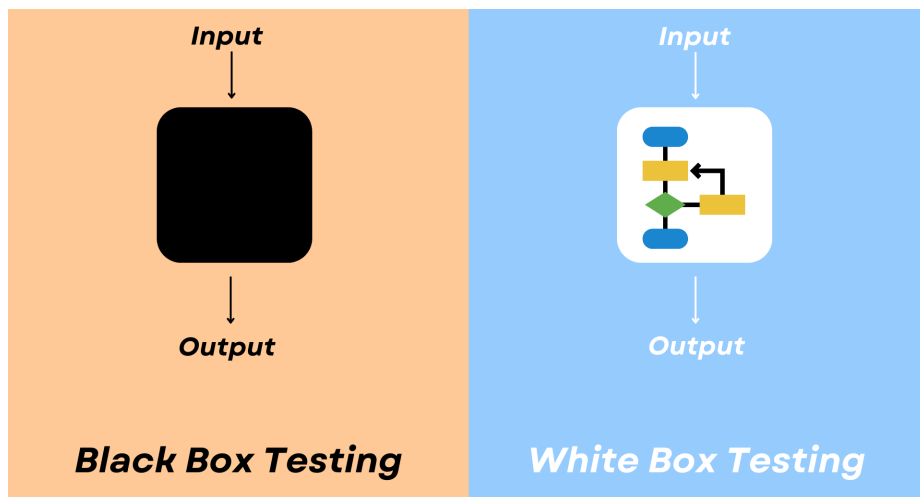 Input
Output
Black Box Testing
Input
Output
White Box Testing